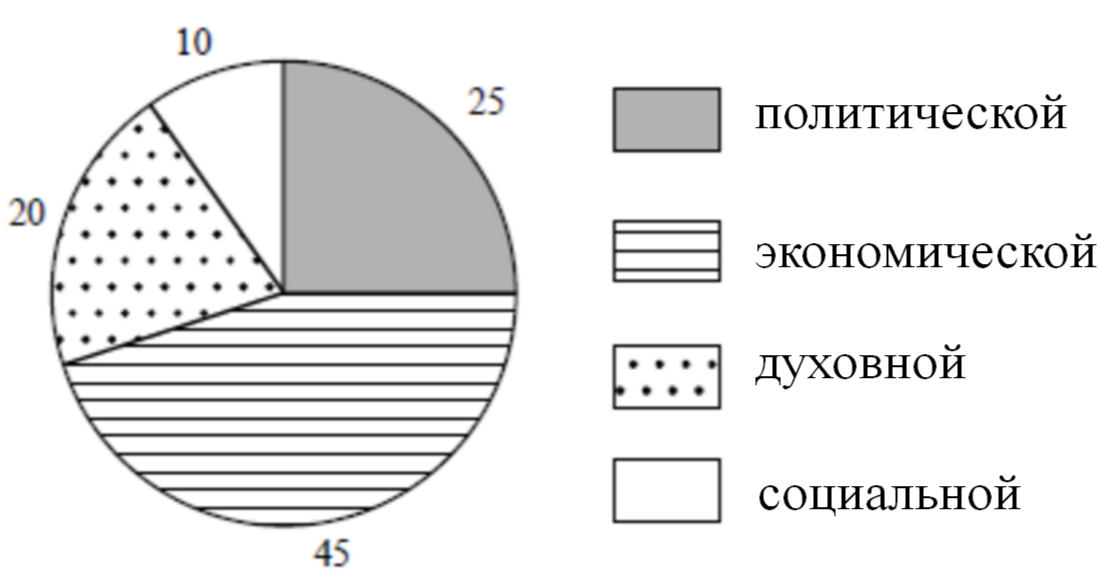 10
25
20
45
политической
экономической
духовной
социальной